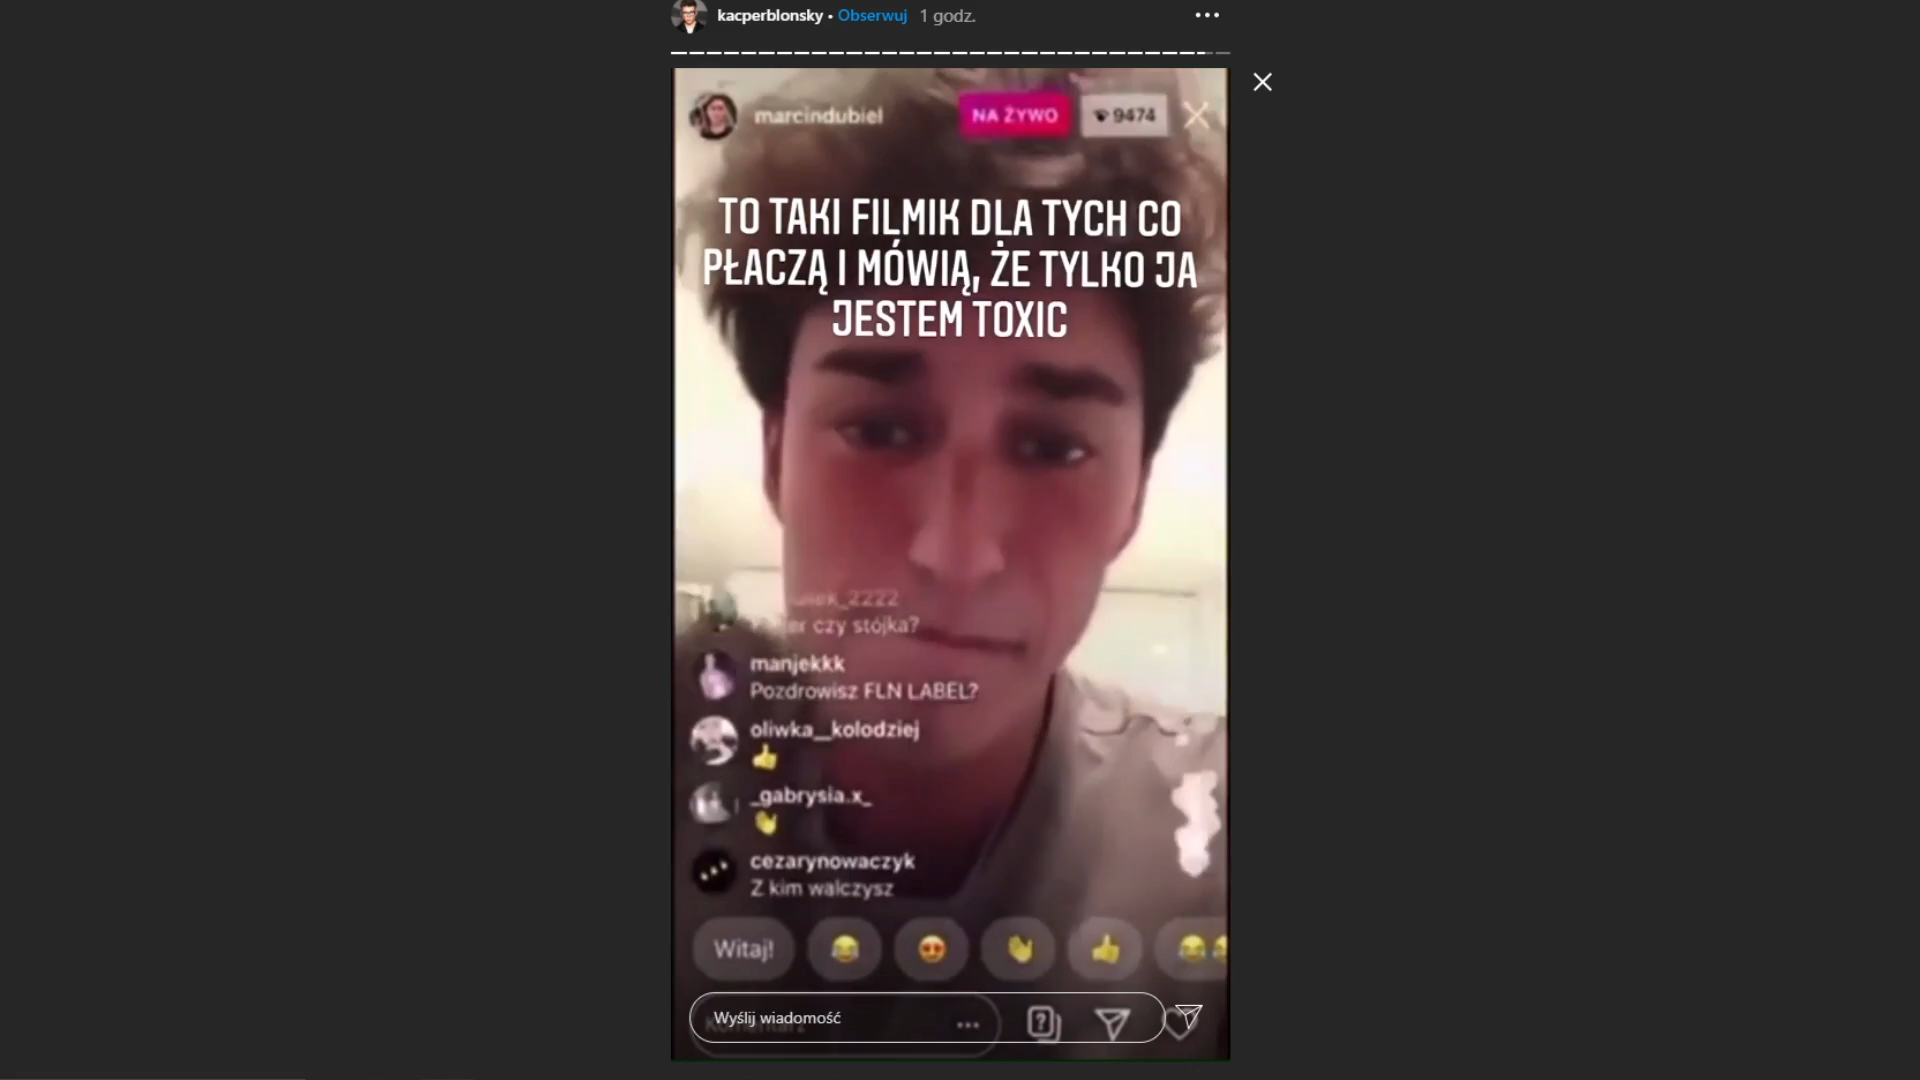 kacperblonsky • Obserwuj 1 godz.
marcindubiel NA ŻYWO 9474
TO TAKI FILMIK DLA TYCH CO
PŁACZĄ I MÓWIĄ, ŻE TYLKO JA
JESTEM TOXIC
czy stójka?
manjekkk
Pozdrowisz FLN LABEL?
oliwka__kolodziej
_gabrysia.x_
cezarynowaczyk
Z kim walczysz
Witaj!
Wyślij wiadomość